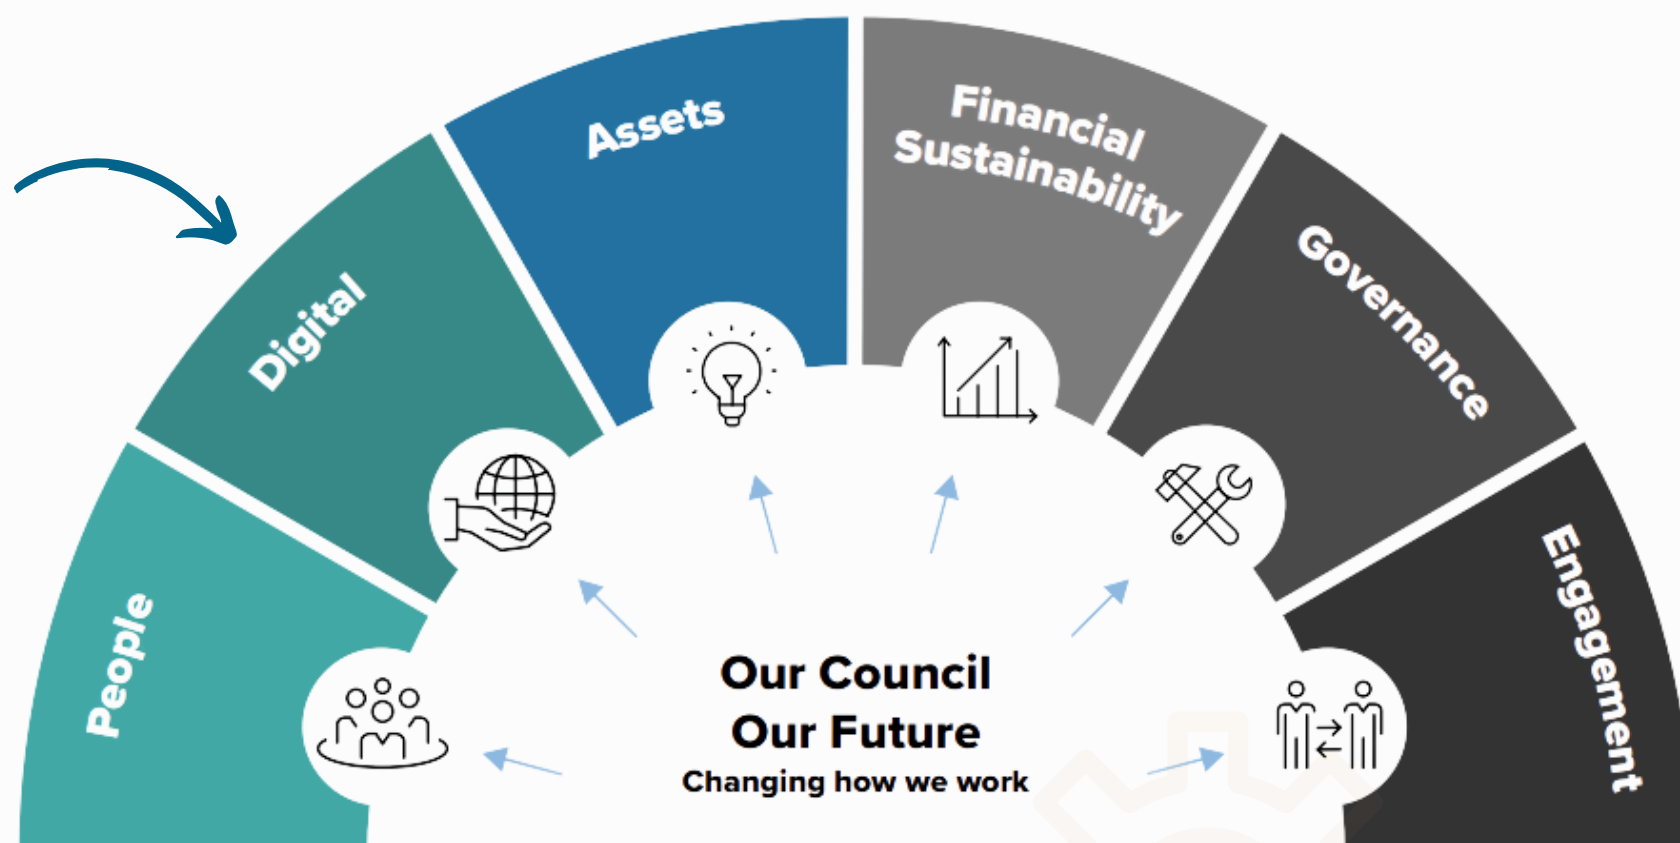 People
Digital
Assets
Financial
Sustainability
Governance
Engagement
Our Council
Our Future
Changing how we work